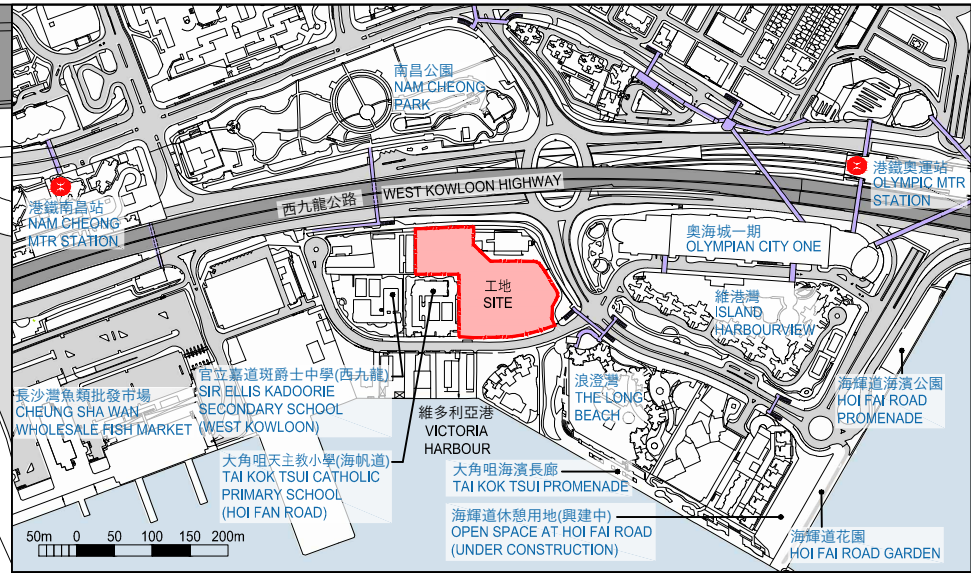 南昌公園
NAM CHEONG
PARK
港鐵南昌站
NAM CHEONG
MTR STATION
西九龍公路 WEST KOWLOON HIGHWAY
港鐵奧運站
OLYMPIC MTR
STATION
奧海城一期
OLYMPIAN CITY ONE
工地
SITE
維港灣
ISLAND
HARBOURVIEW
長沙灣魚類批發市場
CHEUNG SHA WAN
WHOLESALE FISH MARKET
官立嘉道斑爵士中學(西九龍)
SIR ELLIS KADOORIE
SECONDARY SCHOOL
(WEST KOWLOON)
維多利亞港
VICTORIA
HARBOUR
浪澄灣
THE LONG
BEACH
海輝道海濱公園
HOI FAI ROAD
PROMENADE
大角咀天主教小學(海帆道)
TAI KOK TSUI CATHOLIC
PRIMARY SCHOOL
(HOI FAN ROAD)
大角咀海濱長廊
TAI KOK TSUI PROMENADE
海輝道休憩用地(興建中)
OPEN SPACE AT HOI FAI ROAD
(UNDER CONSTRUCTION)
海輝道花園
HOI FAI ROAD GARDEN
50m 0 50 100 150 200m